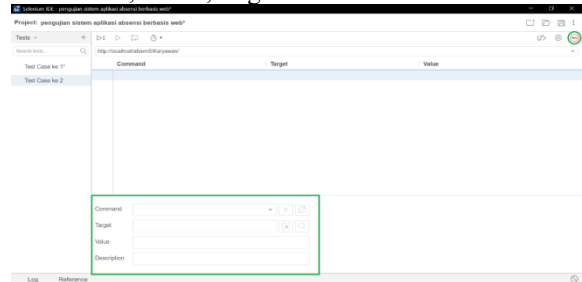 Selenium IDE - pengujian sistem aplikasi absensi berbasis web*
Project: pengujian sistem aplikasi absensi berbasis web*
Tests
Search tests...
http://localhost/absen3/Karyawan/
Command Target Value
Test Case ke 1*
Test Case ke 2
Command
Target
Value
Description
Log Reference